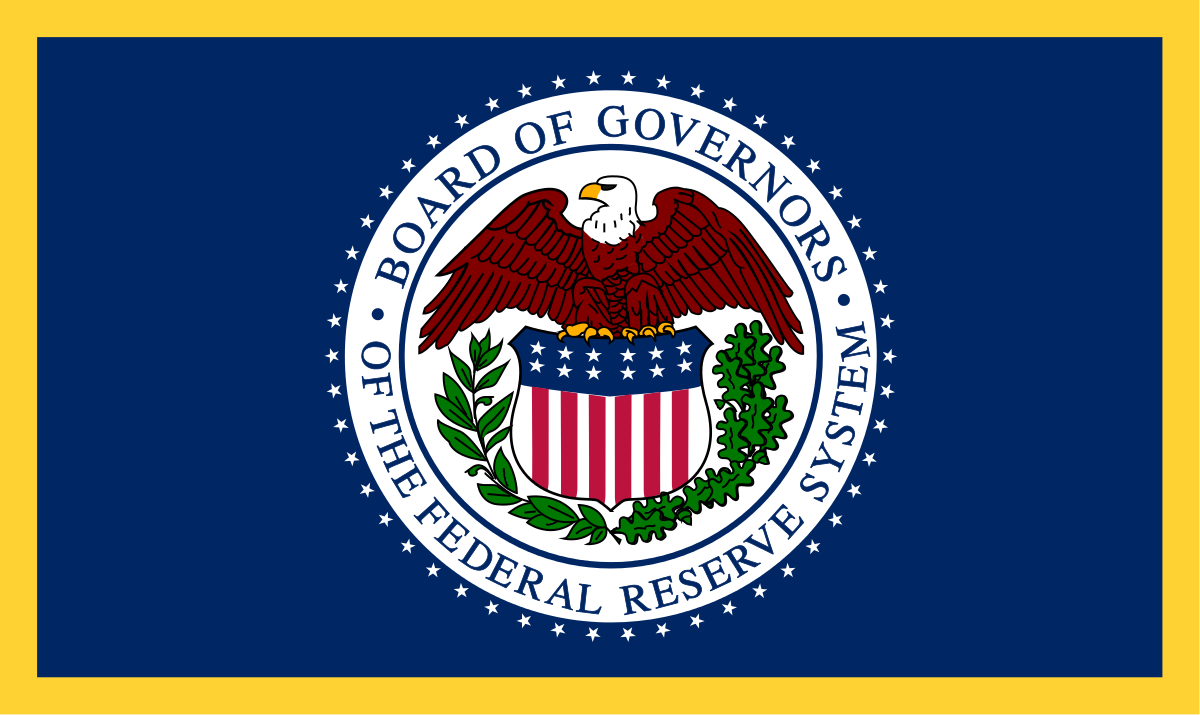 BOARD OF GOVERNORS
OF THE FEDERAL RESERVE SYSTEM